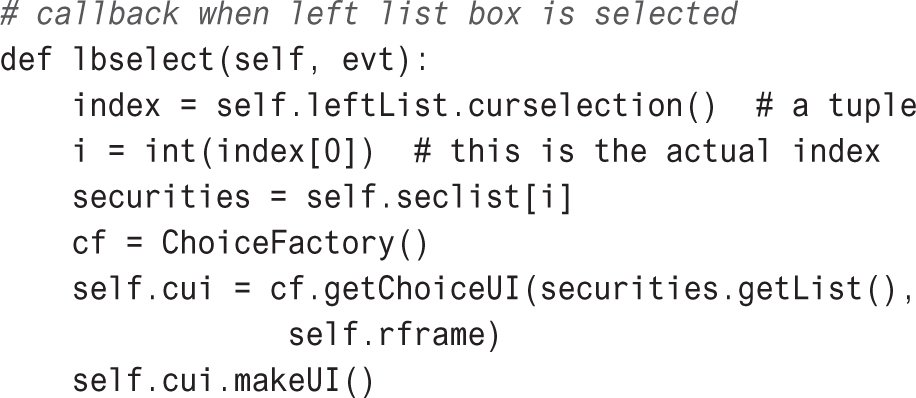 # callback when left list box is selected
def lbselect(self, evt):
    index = self.leftList.curselection()  # a tuple
    i = int(index[0])  # this is the actual index
    securities = self.seclist[i]
    cf = ChoiceFactory()
    self.cui = cf.getChoiceUI(securities.getList(),
                self.rframe)
    self.cui.makeUI()